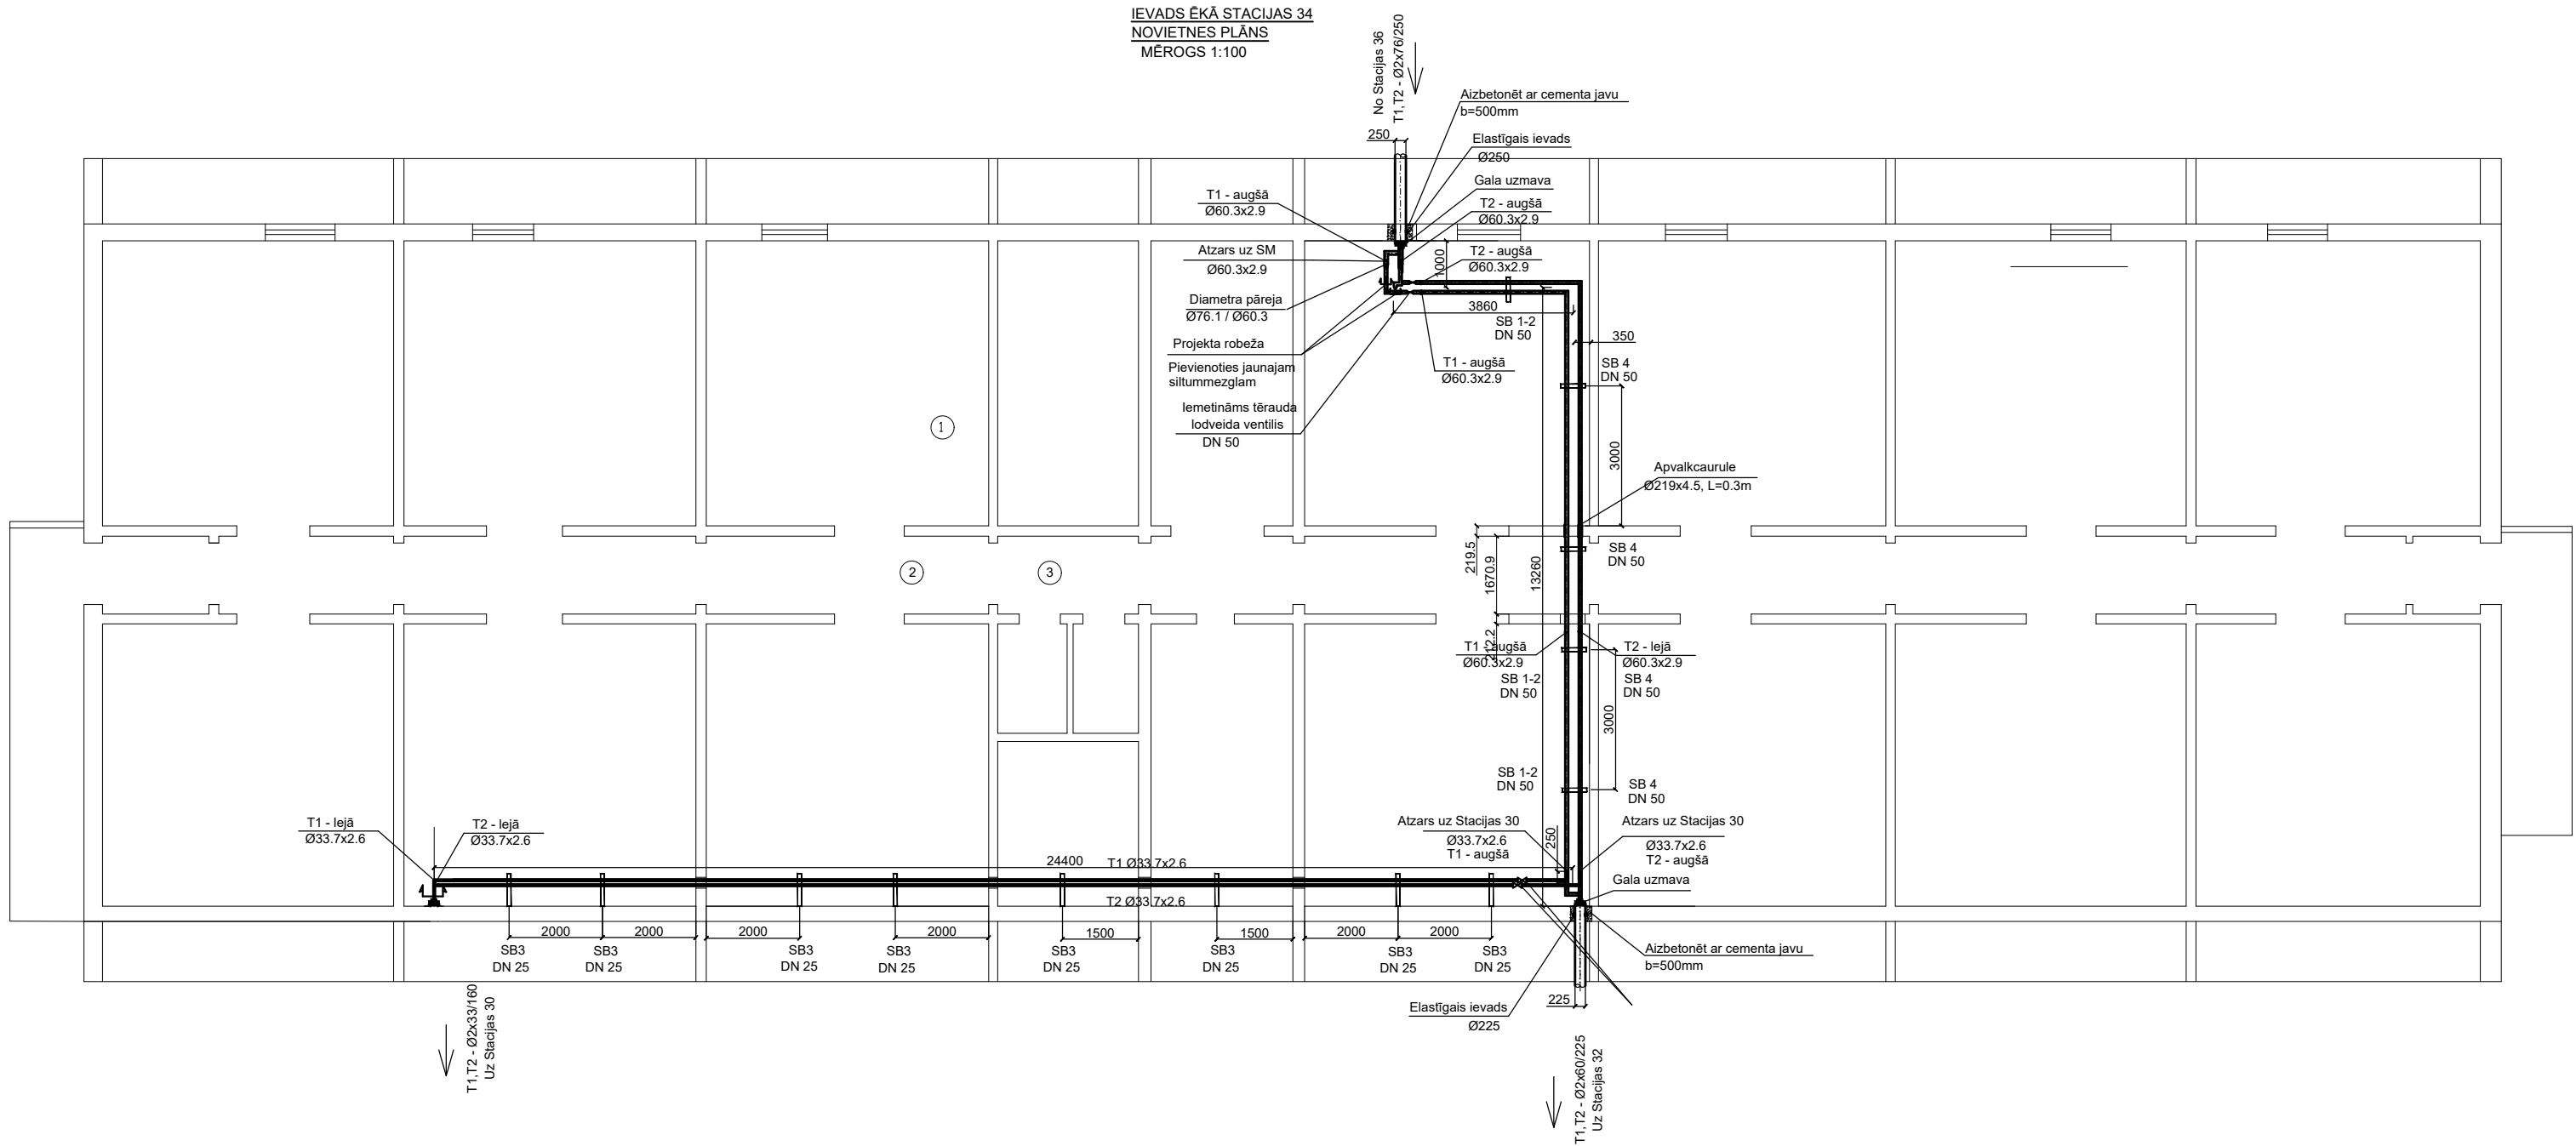 IEVADS ĒKĀ STACIJAS 34
NOVIETNES PLĀNS
MĒROGS 1:100
No Stacijas 36
T1,T2 - Ø2x76/250
Aizbetonēt ar cementa javu
b=500mm
250
Elastīgais ievads
Ø250
Gala uzmava
T1 - augšā
Ø60.3x2.9
T2 - augšā
Ø60.3x2.9
Atzars uz SM
Ø60.3x2.9
1000
T2 - augšā
Ø60.3x2.9
Diametra pāreja
Ø76.1 / Ø60.3
3860
SB 1-2
DN 50
350
Projekta robeža
Pievienoties jaunajam
siltummezglam
T1 - augšā
Ø60.3x2.9
SB 4
DN 50
Iemetināms tērauda
lodveida ventilis
DN 50
1
3000
Apvalkcaurule
Ø219x4.5, L=0.3m
219.5
1670.9
13260
SB 4
DN 50
2
3
212.2
T1 - augšā
Ø60.3x2.9
T2 - lejā
Ø60.3x2.9
SB 1-2
DN 50
SB 4
DN 50
3000
SB 1-2
DN 50
SB 4
DN 50
T1 - lejā
Ø33.7x2.6
T2 - lejā
Ø33.7x2.6
Atzars uz Stacijas 30
Ø33.7x2.6
T1 - augšā
250
Atzars uz Stacijas 30
Ø33.7x2.6
T2 - augšā
24400
T1 Ø33.7x2.6
Gala uzmava
T2 Ø33.7x2.6
2000
2000
2000
2000
1500
1500
2000
2000
SB3
DN 25
SB3
DN 25
SB3
DN 25
SB3
DN 25
SB3
DN 25
SB3
DN 25
SB3
DN 25
SB3
DN 25
Aizbetonēt ar cementa javu
b=500mm
225
Elastīgais ievads
Ø225
T1,T2 - Ø2x33/160
Uz Stacijas 30
T1,T2 - Ø2x60/225
Uz Stacijas 32